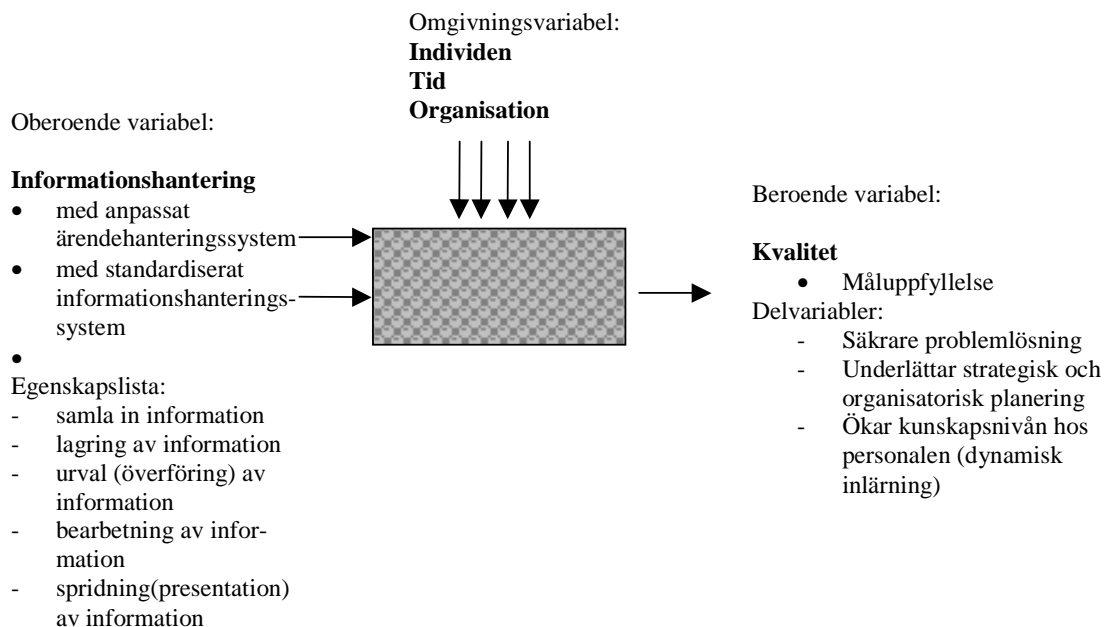 Omgivningsvariabel:
Individen
Tid
Organisation
Oberoende variabel:
Informationshantering
• med anpassat
ärendehanteringssystem
• med standardiserat
informationshanterings-
system
•
Egenskapslista:
- samla in information
- lagring av information
- urval (överföring) av
information
- bearbetning av infor-
mation
- spridning(presentation)
av information
Beroende variabel:
Kvalitet
• Måluppfyllelse
Delvariabler:
- Säkrare problemlösning
- Underlättar strategisk och
organisatorisk planering
- Ökar kunskapsnivån hos
personalen (dynamisk
inlärning)